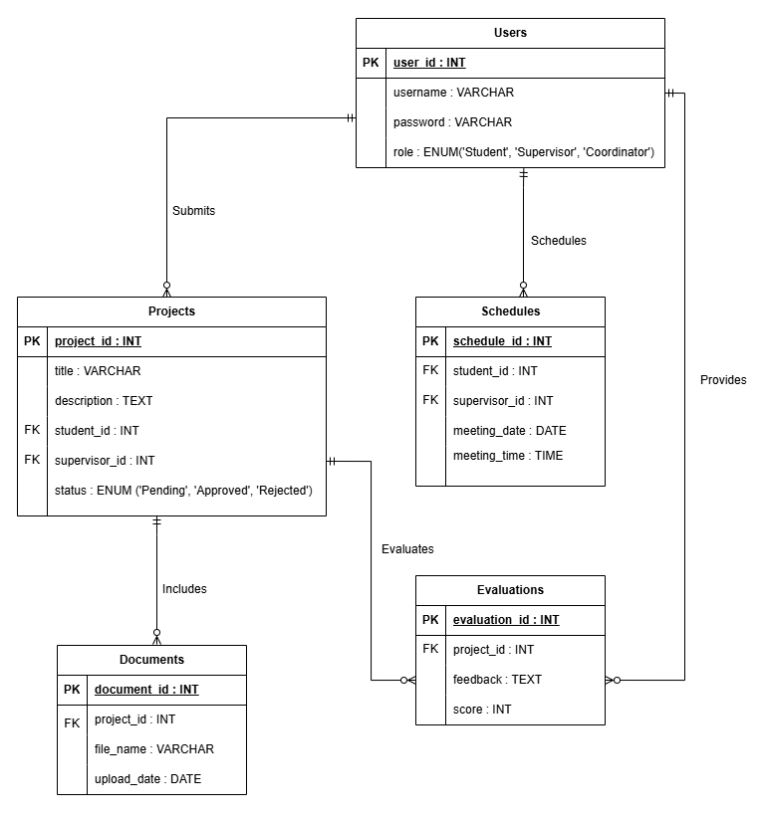 Users
PK user_id : INT
username : VARCHAR
password : VARCHAR
role : ENUM('Student', 'Supervisor', 'Coordinator')
Submits
Schedules
Provides
Projects
PK project_id : INT
title : VARCHAR
description : TEXT
FK student_id : INT
FK supervisor_id : INT
status : ENUM ('Pending', 'Approved', 'Rejected')
Schedules
PK schedule_id : INT
FK student_id : INT
FK supervisor_id : INT
meeting_date : DATE
meeting_time : TIME
Evaluates
Includes
Evaluations
PK evaluation_id : INT
FK project_id : INT
feedback : TEXT
score : INT
Documents
PK document_id : INT
FK project_id : INT
file_name : VARCHAR
upload_date : DATE